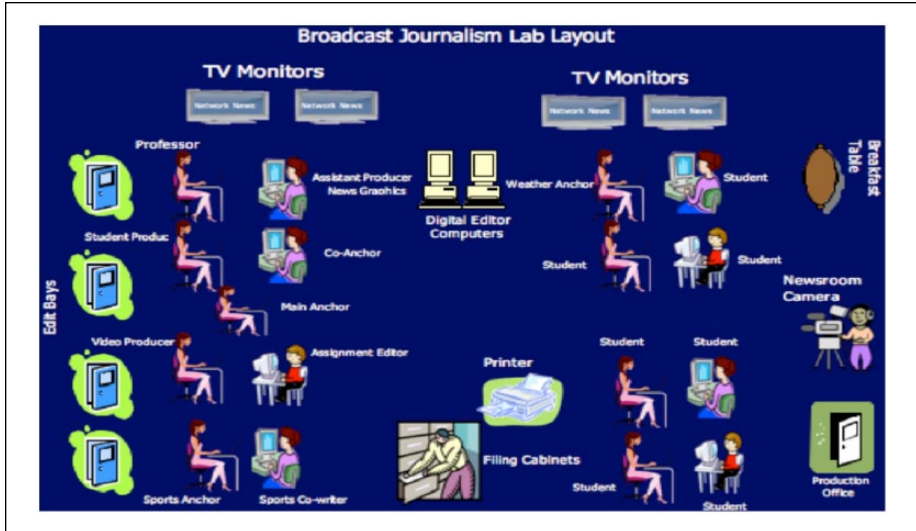 Broadcast Journalism Lab Layout
TV Monitors
TV Monitors
Network News
Network News
Network News
Network News
Professor
Assistant Producer
News Graphics
Digital Editor
Computers
Weather Anchor
Student
Breakfast
Table
Student Produc
Co-Anchor
Student
Student
Main Anchor
Edit Bays
Newsroom
Camera
Video Producer
Assignment Editor
Printer
Student
Student
Filing Cabinets
Sports Anchor
Sports Co-writer
Student
Student
Production
Office